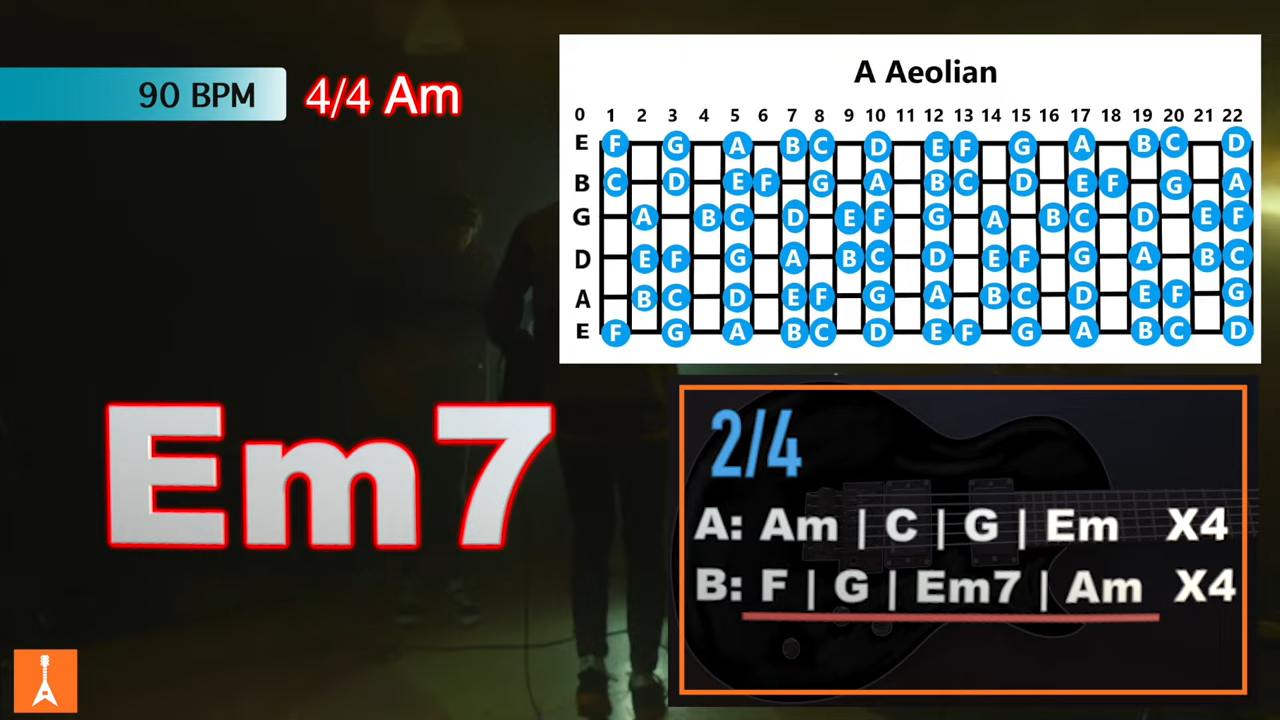 90 BPM
4/4 Am
A Aeolian
0 1 2 3 4 5 6 7 8 9 10 11 12 13 14 15 16 17 18 19 20 21 22
E F G A B C D E F G A B C D
B C D E F G A B C D E F G A
G A B C D E F G A B C D E F
D E F G A B C D E F G A B C
A B C D E F G A B C D E F G
E F G A B C D E F G A B C D
Em7
2/4
A: Am | C | G | Em X4
B: F | G | Em7 | Am X4